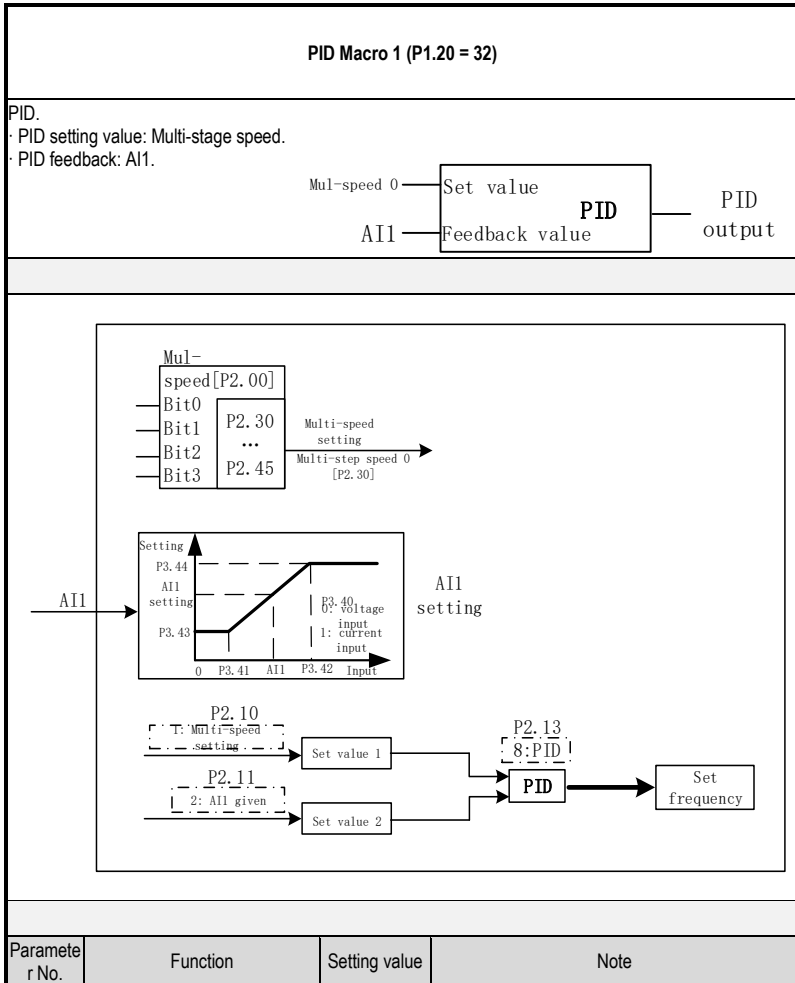 PID Macro 1 (P1.20 = 32)
PID.
· PID setting value: Multi-stage speed.
· PID feedback: AI1.
Mul-speed 0
Set value
PID
PID
output
AI1
Feedback value
Mul-
speed[P2.00]
Bit0
Bit1
Bit2
Bit3
P2.30
...
P2.45
Multi-speed
setting
Multi-step speed 0
[P2.30]
Setting
P3.44
AI1
setting
P3.43
AI1
P3.40
0: voltage
input
1: current
input
AI1
setting
0 P3.41 AI1 P3.42 Input
P2.10
1: Multi-speed
setting
Set value 1
P2.11
2: AI1 given
Set value 2
P2.13
8:PID
PID
Set
frequency
Paramete
r No.
Function
Setting value
Note